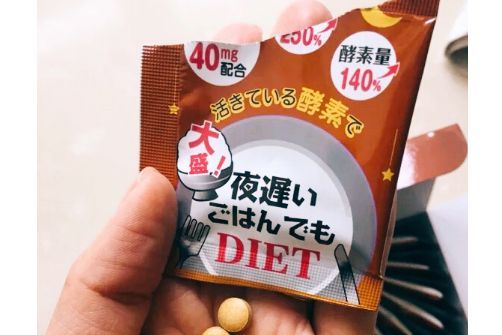 40mg
配合
250%
酵素量
140%
活きている酵素で
大盛!
夜遅い
ごはんでも
DIET